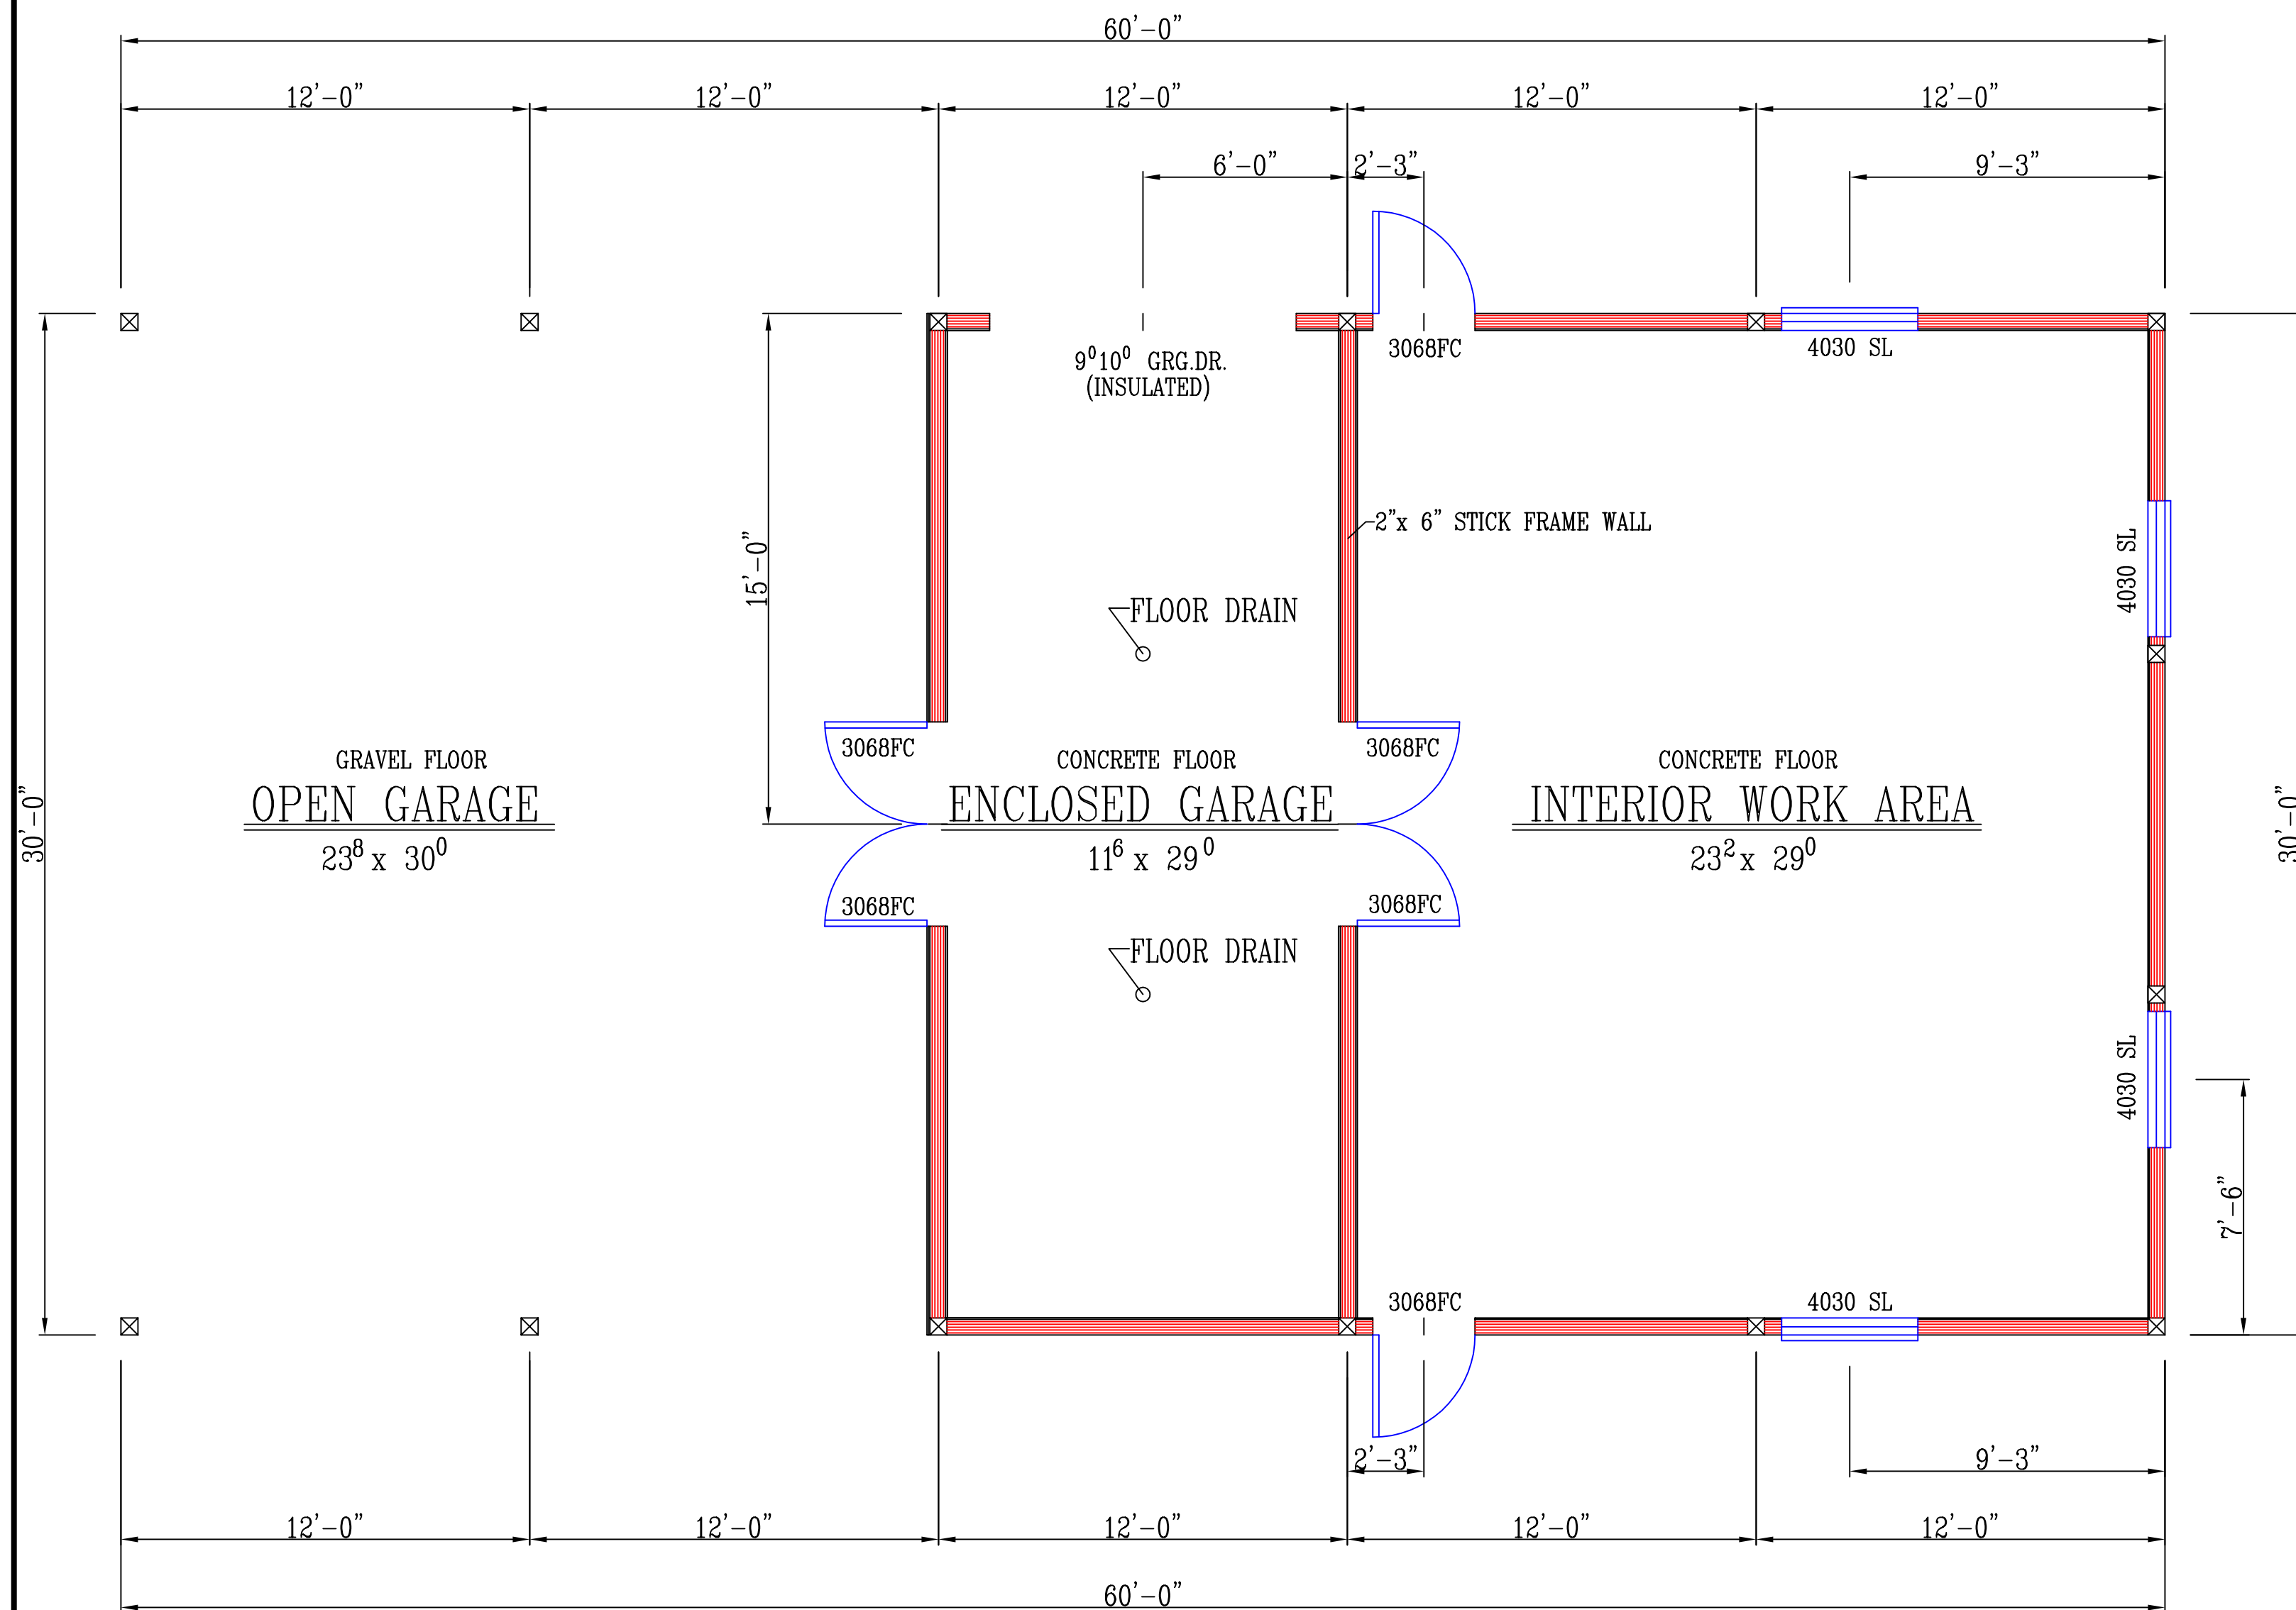 60'-0"
12'-0" 12'-0" 12'-0" 12'-0" 12'-0"
6'-0" 2'-3" 9'-3"
9⁰10⁰ GRG.DR.
(INSULATED)
3068FC
4030 SL
2"x 6" STICK FRAME WALL
4030 SL
15'-0"
FLOOR DRAIN
3068FC
3068FC
30'-0"
GRAVEL FLOOR
OPEN GARAGE
23⁸ x 30⁰
CONCRETE FLOOR
ENCLOSED GARAGE
11⁶ x 29⁰
CONCRETE FLOOR
INTERIOR WORK AREA
23² x 29⁰
30'-0"
3068FC
3068FC
FLOOR DRAIN
4030 SL
7'-6"
3068FC
4030 SL
2'-3" 9'-3"
12'-0" 12'-0" 12'-0" 12'-0" 12'-0"
60'-0"